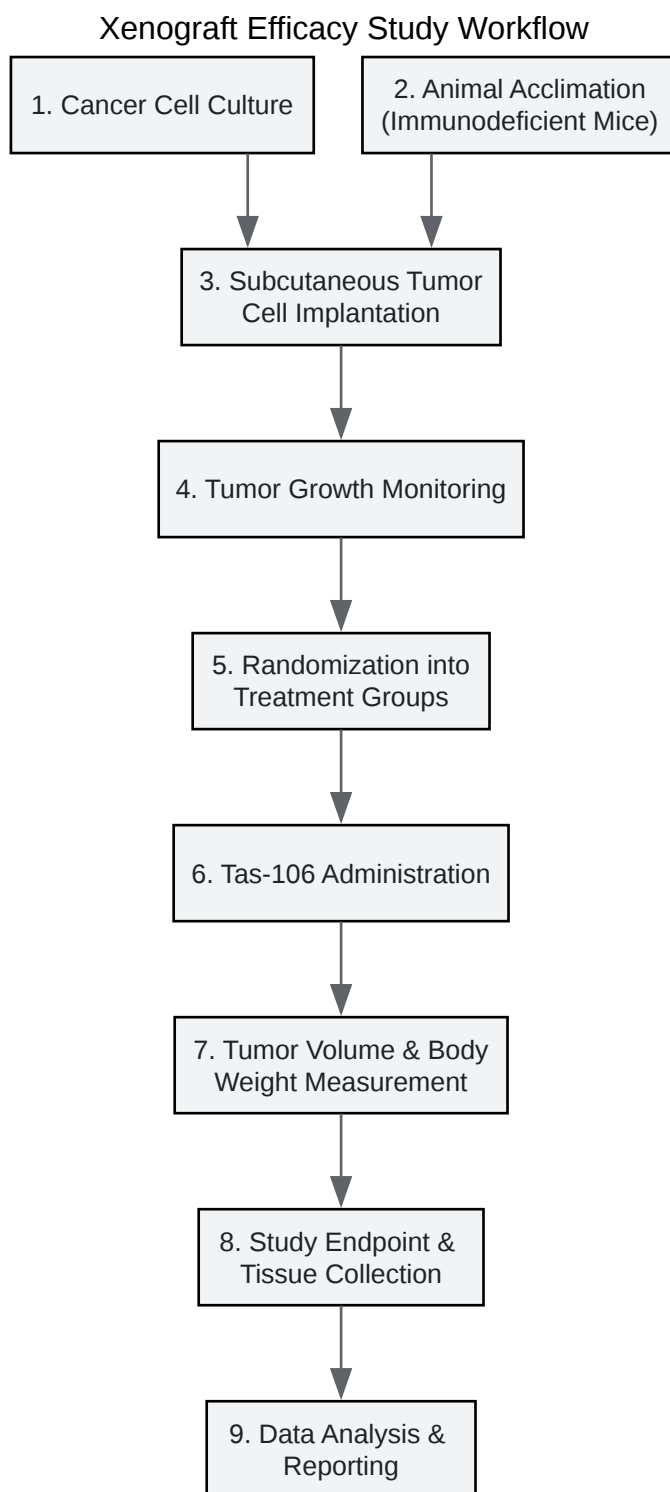 Xenograft Efficacy Study Workflow
1. Cancer Cell Culture
2. Animal Acclimation
(Immunodeficient Mice)
3. Subcutaneous Tumor
Cell Implantation
4. Tumor Growth Monitoring
5. Randomization into
Treatment Groups
6. Tas-106 Administration
7. Tumor Volume & Body
Weight Measurement
8. Study Endpoint &
Tissue Collection
9. Data Analysis &
Reporting